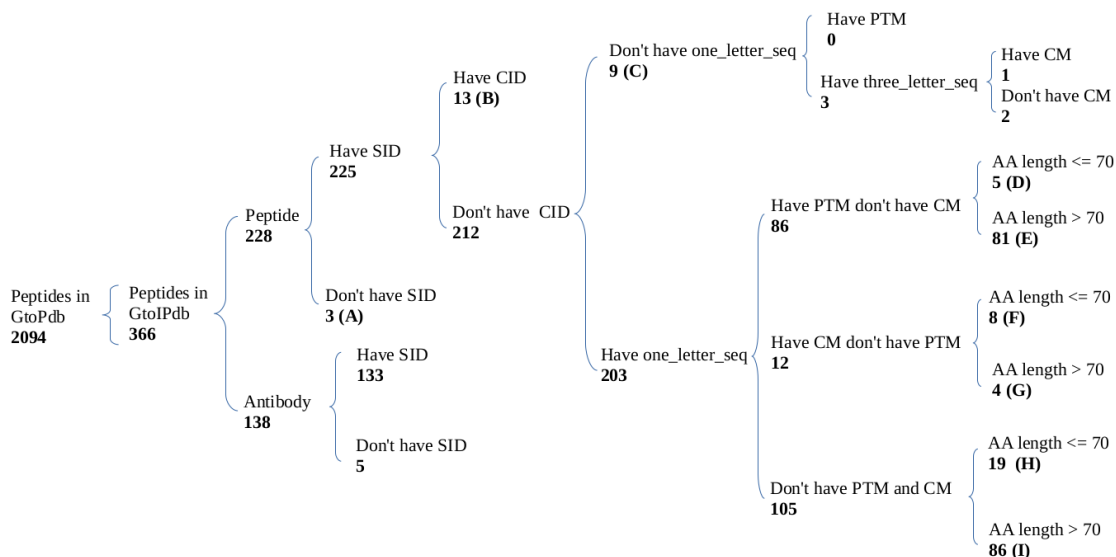 Peptides in
GtoPdb
2094
Peptides in
GtoIPdb
366
Peptide
228
Antibody
138
Have SID
225
Don't have SID
3 (A)
Have SID
133
Don't have SID
5
Have CID
13 (B)
Don't have  CID
212
Don't have one_letter_seq
9 (C)
Have one_letter_seq
203
Have PTM
0
Have three_letter_seq
3
Have CM
1
Don't have CM
2
Have PTM don't have CM
86
AA length <= 70
5 (D)
AA length > 70
81 (E)
Have CM don't have PTM
12
AA length <= 70
8 (F)
AA length > 70
4 (G)
Don't have PTM and CM
105
AA length <= 70
19  (H)
AA length > 70
86 (I)